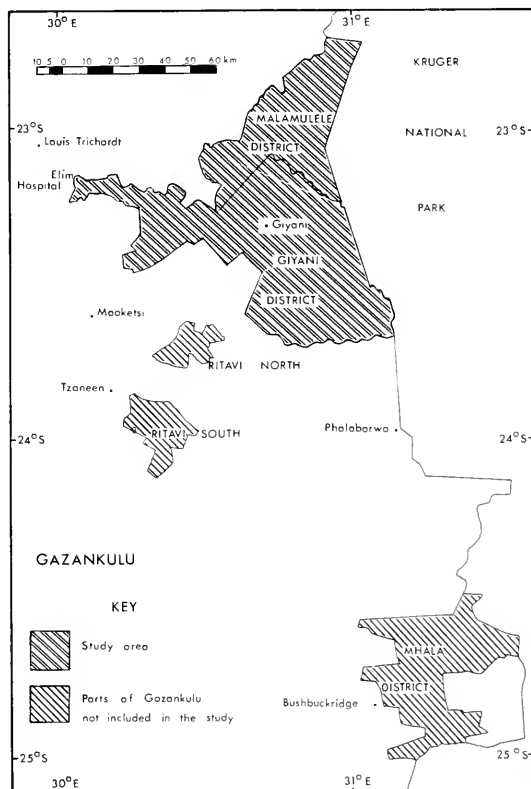 30°E
31°E
10 5 0 10 20 30 40 50 60 km
KRUGER
23°S
MALAMULELE
NATIONAL
23°S
Louis Trichardt
DISTRICT
Elim
Hospital
PARK
Giyani
GIYANI
DISTRICT
Maaketsi
RITAVI NORTH
Tzaneen
RITAVI SOUTH
Phalaborwa
24°S
24°S
GAZANKULU
KEY
Study area
MHALA
Parts of Gazankulu
not included in the study
DISTRICT
Bushbuckridge
25°S
25°S
30°E
31°E